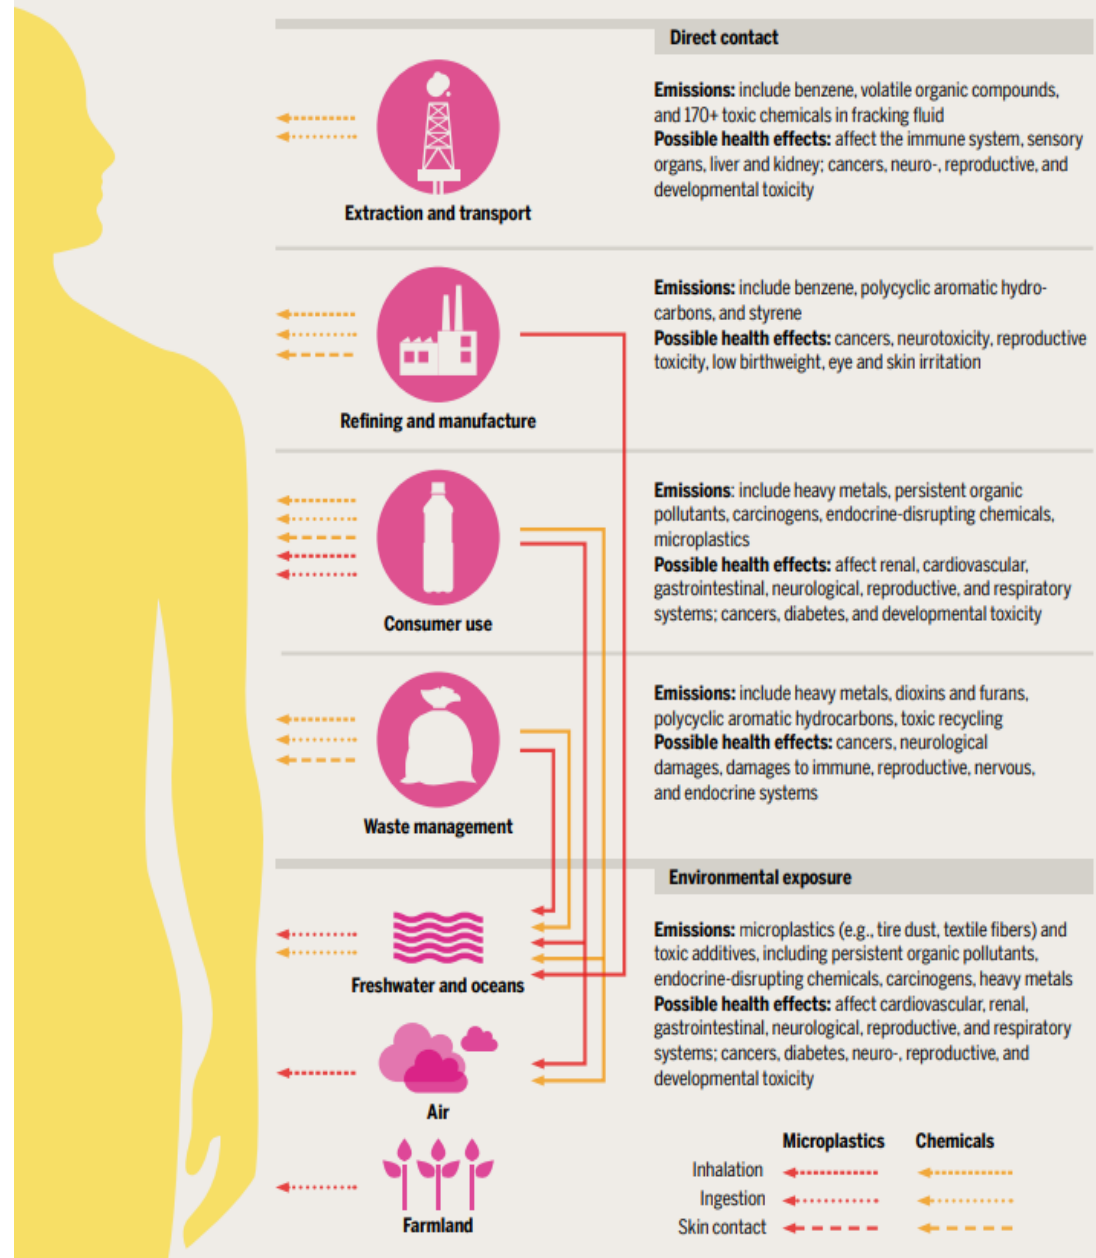 Direct contact
Emissions: include benzene, volatile organic compounds,
and 170+ toxic chemicals in fracking fluid
Possible health effects: affect the immune system, sensory
organs, liver and kidney; cancers, neuro-, reproductive, and
developmental toxicity
Extraction and transport
Emissions: include benzene, polycyclic aromatic hydro-
carbons, and styrene
Possible health effects: cancers, neurotoxicity, reproductive
toxicity, low birthweight, eye and skin irritation
Refining and manufacture
Emissions: include heavy metals, persistent organic
pollutants, carcinogens, endocrine-disrupting chemicals,
microplastics
Possible health effects: affect renal, cardiovascular,
gastrointestinal, neurological, reproductive, and respiratory
systems; cancers, diabetes, and developmental toxicity
Consumer use
Emissions: include heavy metals, dioxins and furans,
polycyclic aromatic hydrocarbons, toxic recycling
Possible health effects: cancers, neurological
damages, damages to immune, reproductive, nervous,
and endocrine systems
Waste management
Environmental exposure
Emissions: microplastics (e.g., tire dust, textile fibers) and
toxic additives, including persistent organic pollutants,
endocrine-disrupting chemicals, carcinogens, heavy metals
Possible health effects: affect cardiovascular, renal,
gastrointestinal, neurological, reproductive, and respiratory
systems; cancers, diabetes, neuro-, reproductive, and
developmental toxicity
Freshwater and oceans
Air
Farmland
Microplastics Chemicals
Inhalation
Ingestion
Skin contact